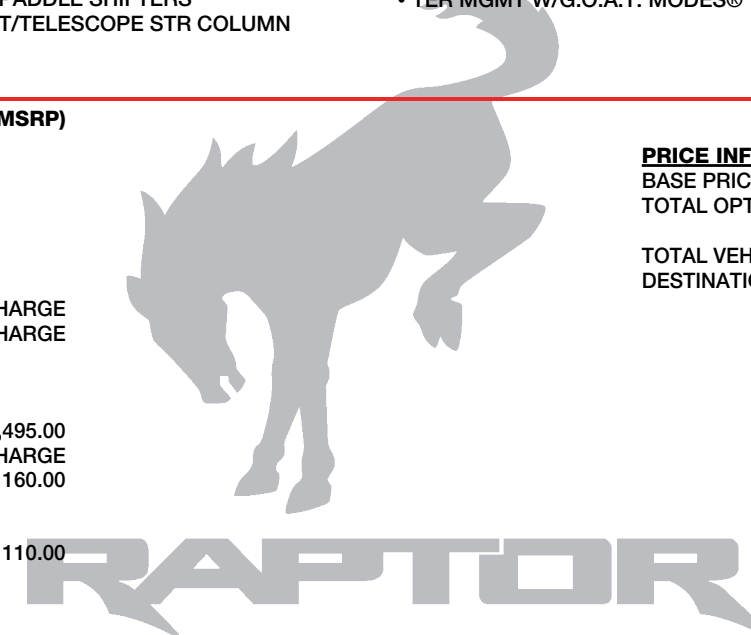 PADDLE SHIFTERS
T/TELESCOPE STR COLUMN
• TER MGMT W/G.O.A.T. MODES®
MSRP)
HARGE
HARGE
,495.00
HARGE
160.00
110.00
PRICE INF
BASE PRIC
TOTAL OPT
TOTAL VEH
DESTINATI
RAPTOR